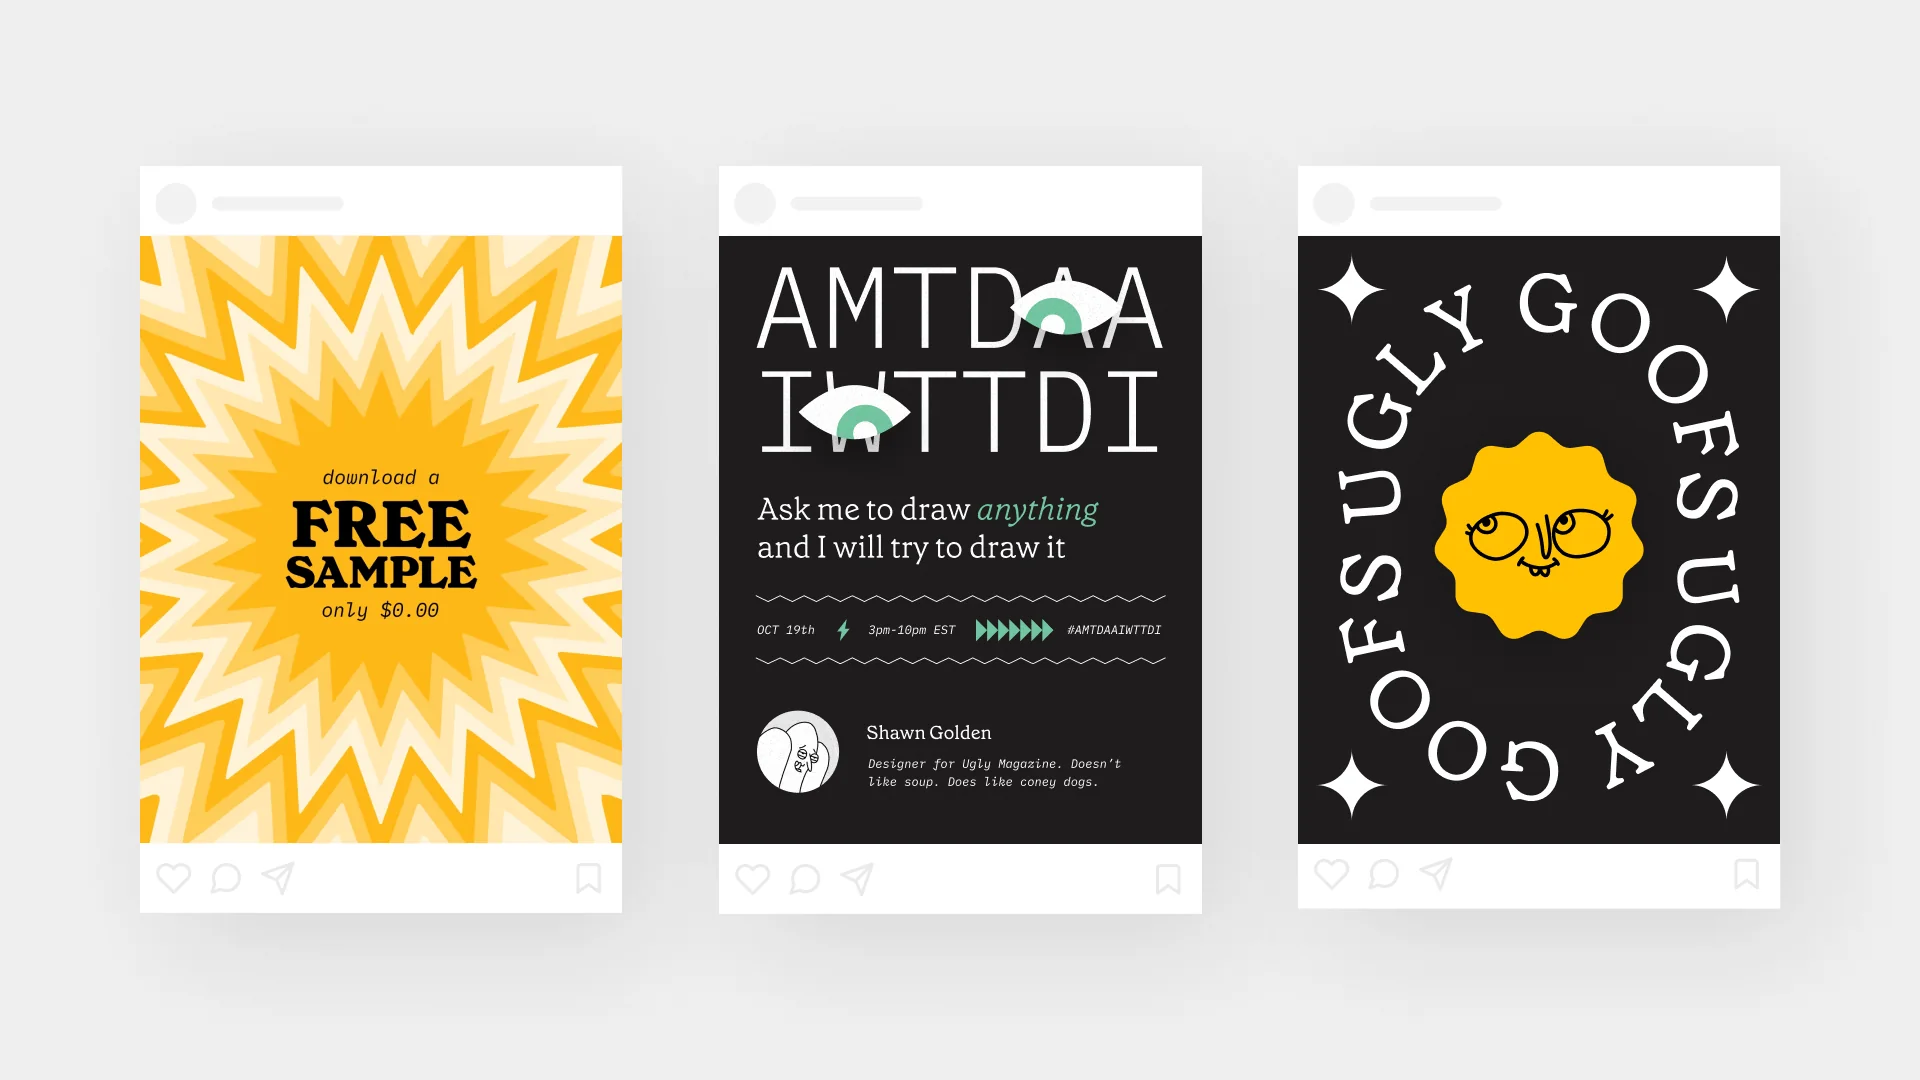 download a
FREE
SAMPLE
only $0.00
AMTDAA
IWTTDI
Ask me to draw anything
and I will try to draw it
OCT 19th 3pm-10pm EST #AMTDAAIWTTDI
Shawn Golden
Designer for Ugly Magazine. Doesn’t
like soup. Does like coney dogs.
UGLY GOOFS UGLY GOOFS